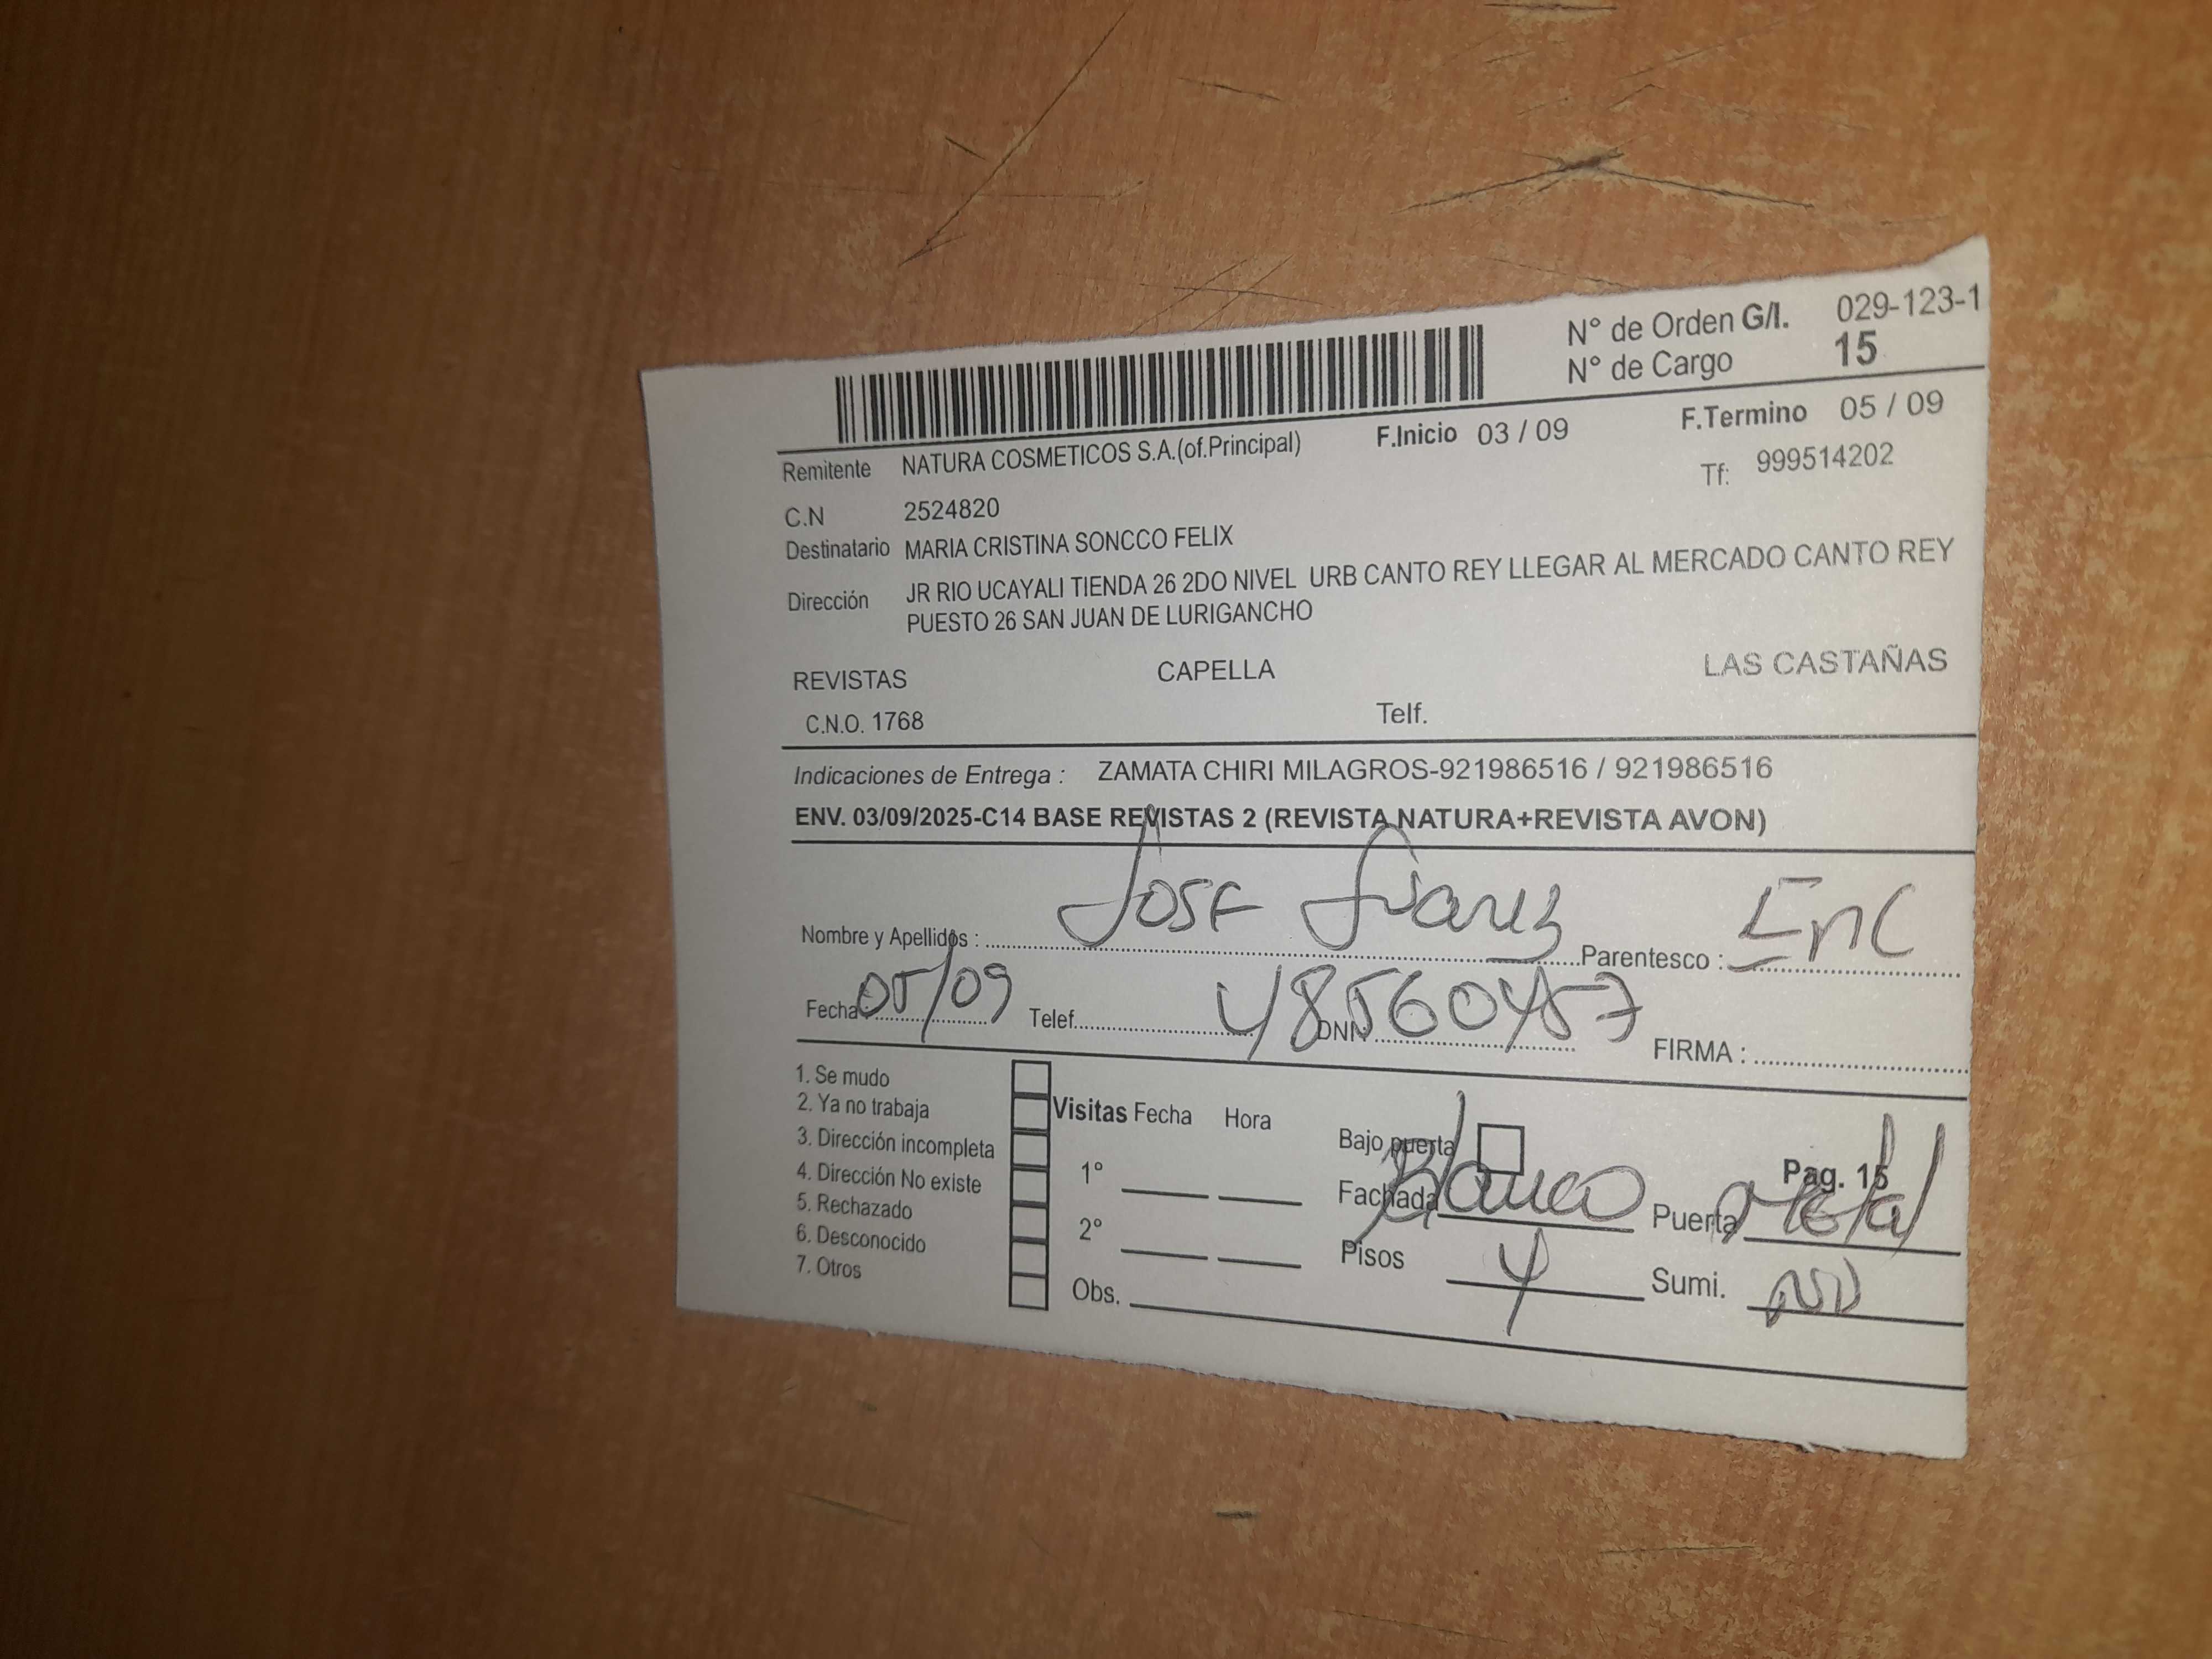 N° de Orden G/I. 029-123-1
N° de Cargo 15
F.Inicio 03 / 09 F.Termino 05 / 09
Remitente NATURA COSMETICOS S.A.(of.Principal) Tf: 999514202
C.N 2524820
Destinatario MARIA CRISTINA SONCCO FELIX
Dirección JR RIO UCAYALI TIENDA 26 2DO NIVEL URB CANTO REY LLEGAR AL MERCADO CANTO REY
PUESTO 26 SAN JUAN DE LURIGANCHO
REVISTAS CAPELLA LAS CASTAÑAS
C.N.O. 1768 Telf.
Indicaciones de Entrega : ZAMATA CHIRI MILAGROS-921986516 / 921986516
ENV. 03/09/2025-C14 BASE REVISTAS 2 (REVISTA NATURA+REVISTA AVON)
Nombre y Apellidos : Jose Juarez Parentesco : Enc
Fecha : 05/09 Telef. DNI 48560457 FIRMA :
1. Se mudo
2. Ya no trabaja
3. Dirección incompleta
4. Dirección No existe
5. Rechazado
6. Desconocido
7. Otros
Visitas Fecha Hora
1°
2°
Obs.
Bajo puerta Pag. 15
Fachada Blanco Puerta Metal
Pisos 4 Sumi.